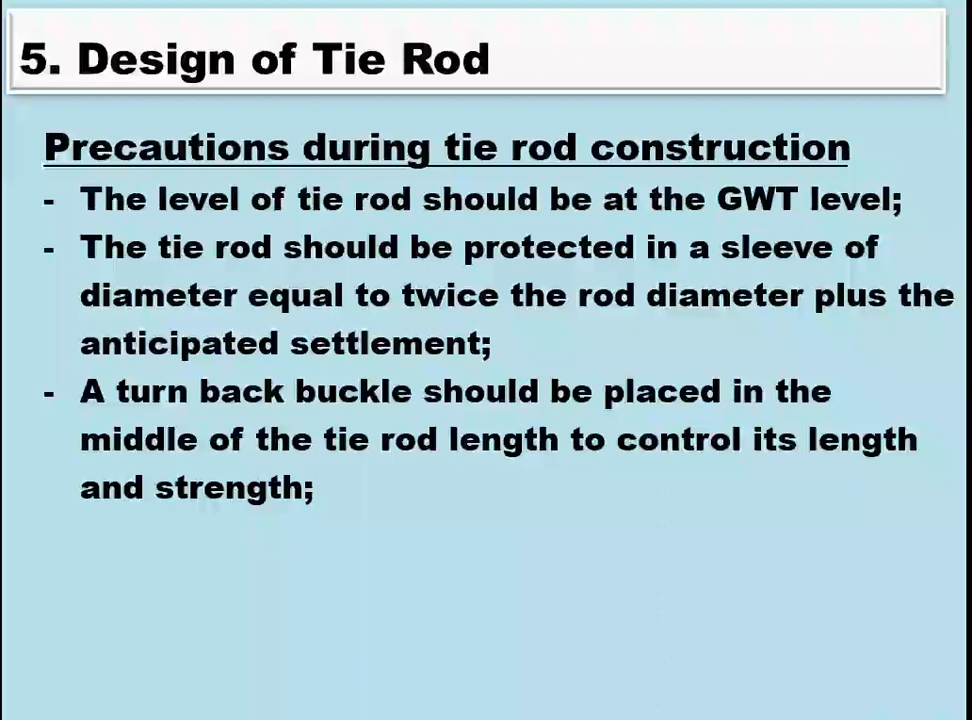 5. Design of Tie Rod
Precautions during tie rod construction
- The level of tie rod should be at the GWT level;
- The tie rod should be protected in a sleeve of
diameter equal to twice the rod diameter plus the
anticipated settlement;
- A turn back buckle should be placed in the
middle of the tie rod length to control its length
and strength;